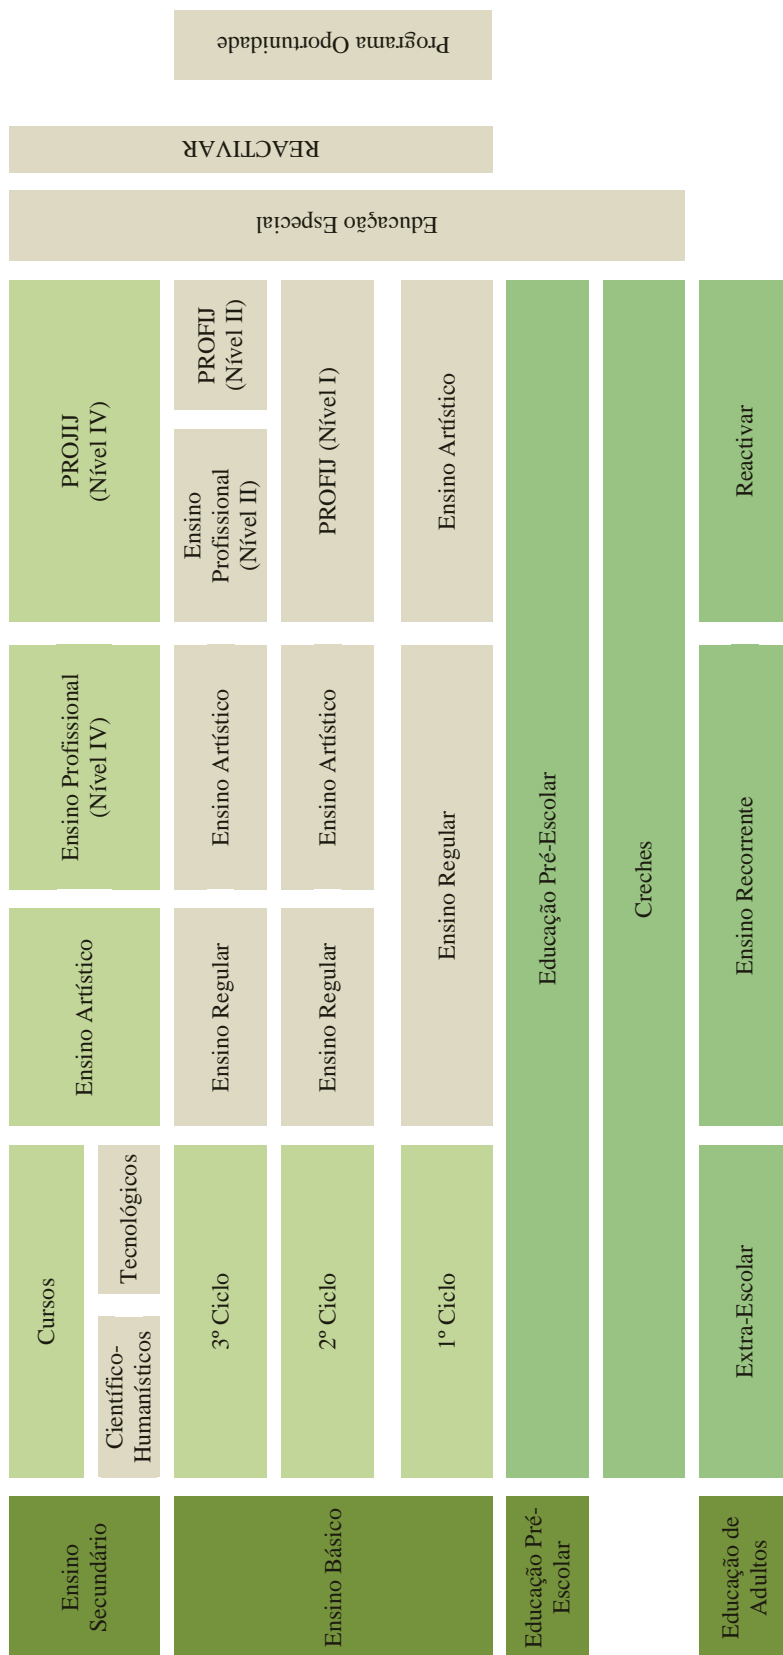 Ensino
Secundário
Cursos
Científico-
Humanísticos
Tecnológicos
Ensino Artístico
Ensino Profissional
(Nível IV)
PROJIJ
(Nível IV)
Ensino Básico
3º Ciclo
Ensino Regular
Ensino Artístico
Ensino
Profissional
(Nível II)
PROFIJ
(Nível II)
2º Ciclo
Ensino Regular
Ensino Artístico
PROFIJ (Nível I)
1º Ciclo
Ensino Regular
Ensino Artístico
Educação Pré-
Escolar
Educação Pré-Escolar
Creches
Educação de
Adultos
Extra-Escolar
Ensino Recorrente
Reactivar
Educação Especial
REACTIVAR
Programa Oportunidade